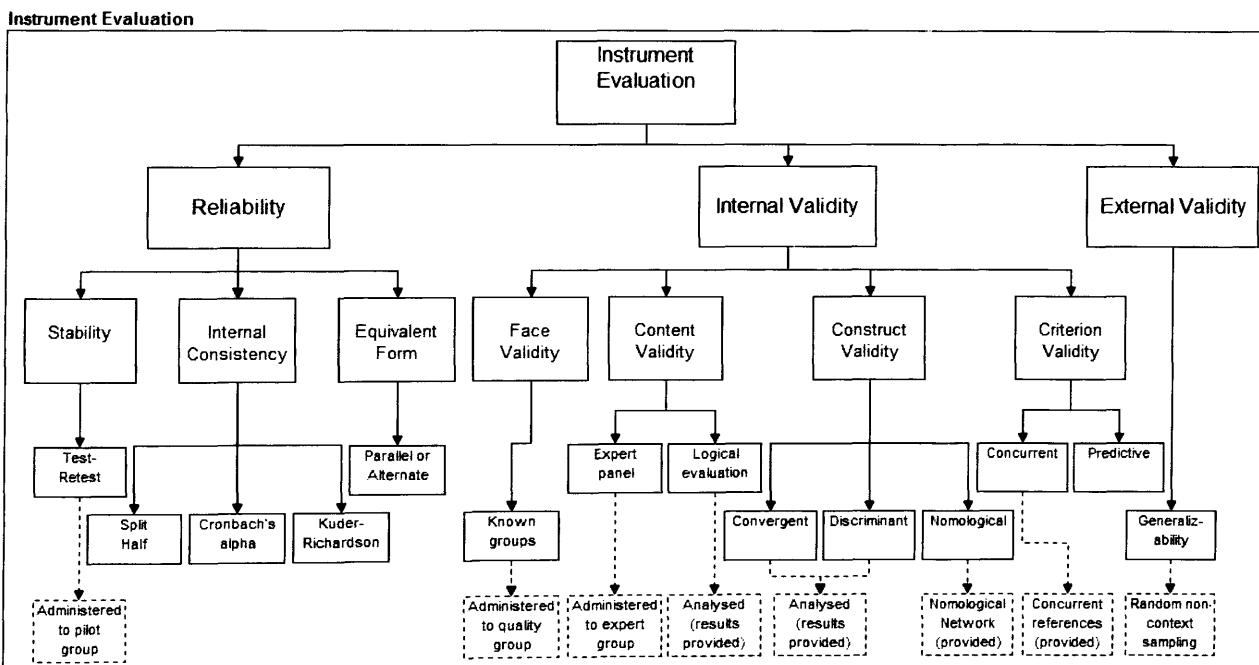 Instrument Evaluation
Instrument
Evaluation
Reliability
Internal Validity
External Validity
Stability
Internal
Consistency
Equivalent
Form
Face
Validity
Content
Validity
Construct
Validity
Criterion
Validity
Test-
Retest
Parallel or
Alternate
Expert
panel
Logical
evaluation
Concurrent
Predictive
Split
Half
Cronbach's
alpha
Kuder-
Richardson
Known
groups
Convergent
Discriminant
Nomological
Generaliz-
ability
Administered
to pilot
group
Administered
to quality
group
Administered
to expert
group
Analysed
(results
provided)
Analysed
(results
provided)
Nomological
Network
(provided)
Concurrent
references
(provided)
Random non-
context
sampling